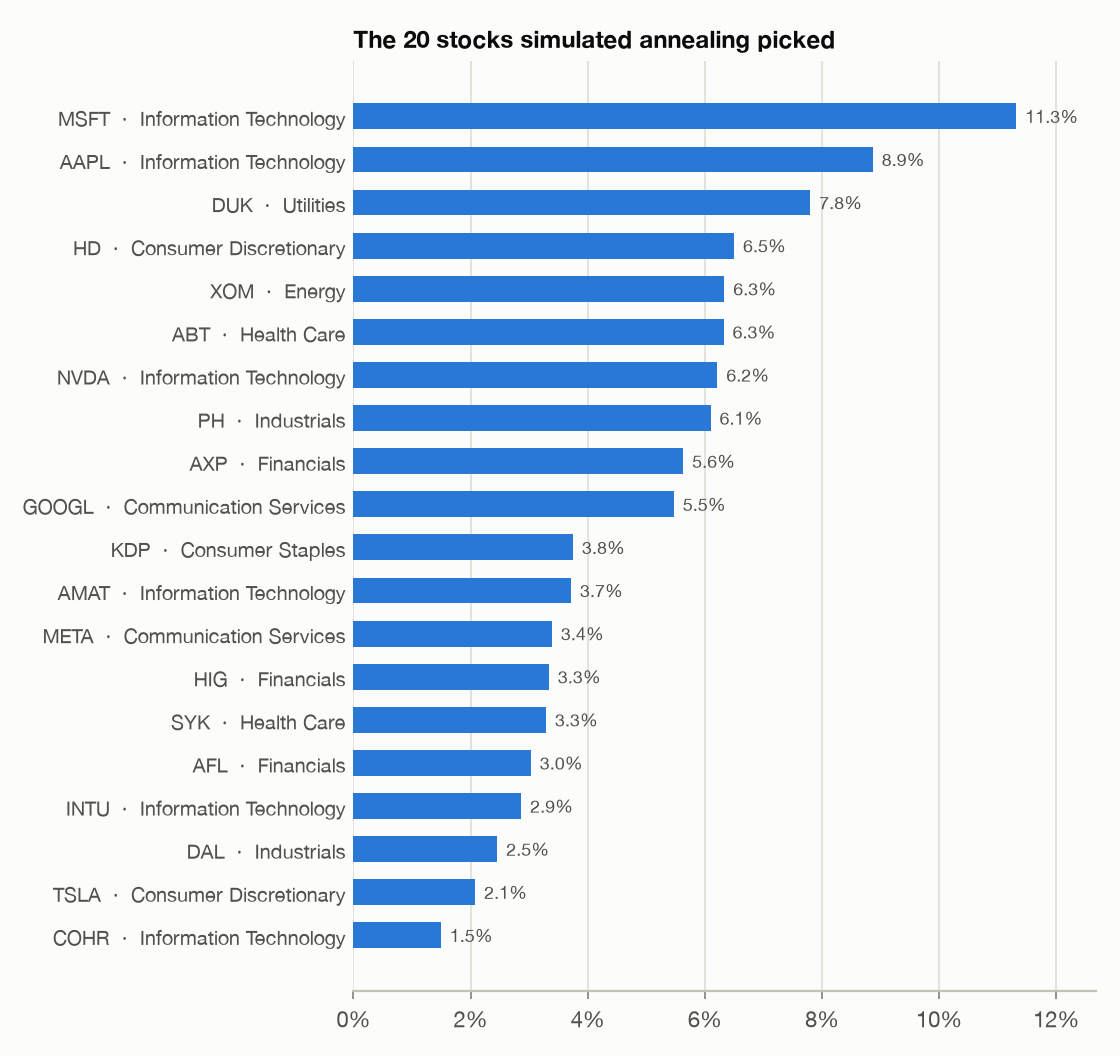 The 20 stocks simulated annealing picked
MSFT · Information Technology 11.3%
AAPL · Information Technology 8.9%
DUK · Utilities 7.8%
HD · Consumer Discretionary 6.5%
XOM · Energy 6.3%
ABT · Health Care 6.3%
NVDA · Information Technology 6.2%
PH · Industrials 6.1%
AXP · Financials 5.6%
GOOGL · Communication Services 5.5%
KDP · Consumer Staples 3.8%
AMAT · Information Technology 3.7%
META · Communication Services 3.4%
HIG · Financials 3.3%
SYK · Health Care 3.3%
AFL · Financials 3.0%
INTU · Information Technology 2.9%
DAL · Industrials 2.5%
TSLA · Consumer Discretionary 2.1%
COHR · Information Technology 1.5%
0% 2% 4% 6% 8% 10% 12%